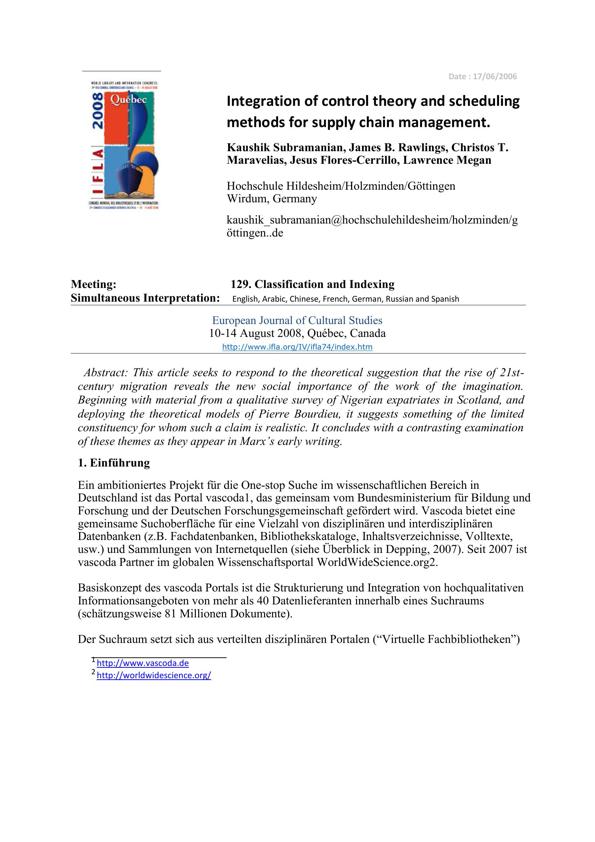 Date : 17/06/2006
WORLD LIBRARY AND INFORMATION CONGRESS:
IFLA 2008
Québec
Integration of control theory and scheduling
methods for supply chain management.
Kaushik Subramanian, James B. Rawlings, Christos T.
Maravelias, Jesus Flores-Cerrillo, Lawrence Megan
Hochschule Hildesheim/Holzminden/Göttingen
Wirdum, Germany
kaushik_subramanian@hochschulehildesheim/holzminden/g
öttingen..de
Meeting: 129. Classification and Indexing
Simultaneous Interpretation: English, Arabic, Chinese, French, German, Russian and Spanish
European Journal of Cultural Studies
10-14 August 2008, Québec, Canada
http://www.ifla.org/IV/ifla74/index.htm
Abstract: This article seeks to respond to the theoretical suggestion that the rise of 21st-
century migration reveals the new social importance of the work of the imagination.
Beginning with material from a qualitative survey of Nigerian expatriates in Scotland, and
deploying the theoretical models of Pierre Bourdieu, it suggests something of the limited
constituency for whom such a claim is realistic. It concludes with a contrasting examination
of these themes as they appear in Marx’s early writing.
1. Einführung
Ein ambitioniertes Projekt für die One-stop Suche im wissenschaftlichen Bereich in
Deutschland ist das Portal vascoda1, das gemeinsam vom Bundesministerium für Bildung und
Forschung und der Deutschen Forschungsgemeinschaft gefördert wird. Vascoda bietet eine
gemeinsame Suchoberfläche für eine Vielzahl von disziplinären und interdisziplinären
Datenbanken (z.B. Fachdatenbanken, Bibliothekskataloge, Inhaltsverzeichnisse, Volltexte,
usw.) und Sammlungen von Internetquellen (siehe Überblick in Depping, 2007). Seit 2007 ist
vascoda Partner im globalen Wissenschaftsportal WorldWideScience.org2.
Basiskonzept des vascoda Portals ist die Strukturierung und Integration von hochqualitativen
Informationsangeboten von mehr als 40 Datenlieferanten innerhalb eines Suchraums
(schätzungsweise 81 Millionen Dokumente).
Der Suchraum setzt sich aus verteilten disziplinären Portalen (“Virtuelle Fachbibliotheken”)
1 http://www.vascoda.de
2 http://worldwidescience.org/